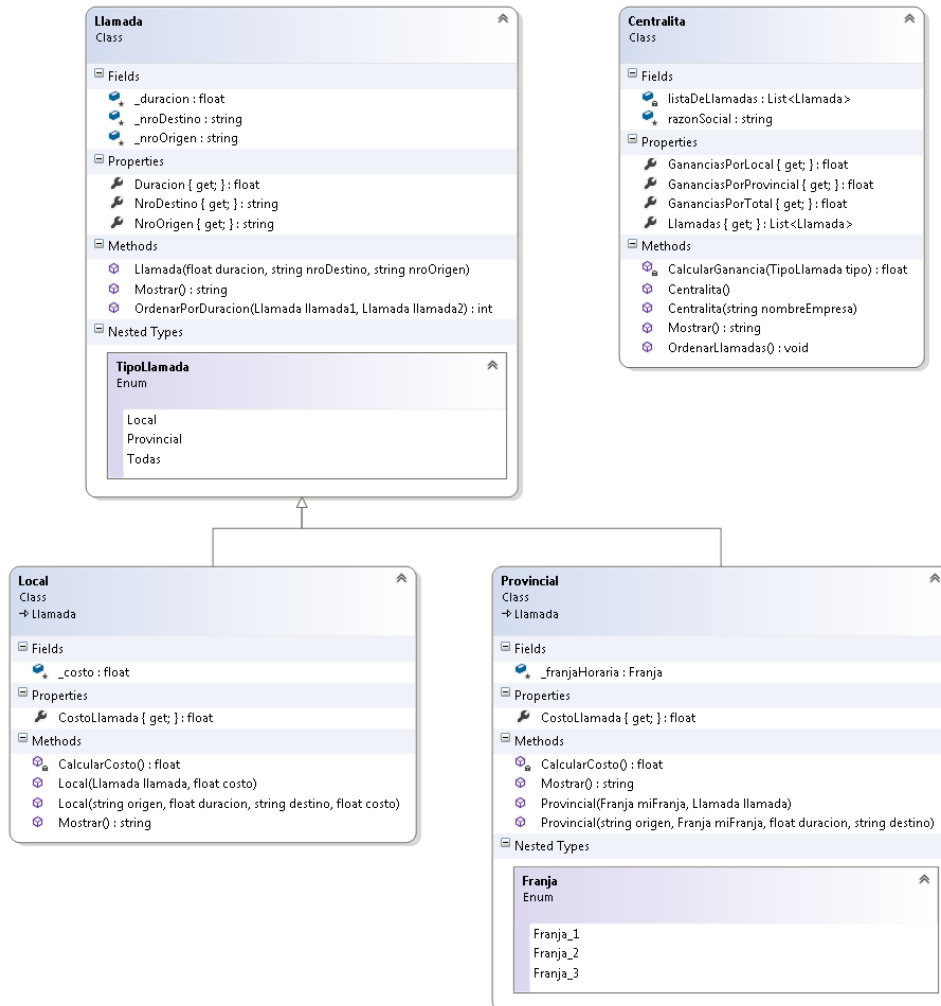 Llamada
Class
Fields
_duracion : float
_nroDestino : string
_nroOrigen : string
Properties
Duracion { get; } : float
NroDestino { get; } : string
NroOrigen { get; } : string
Methods
Llamada(float duracion, string nroDestino, string nroOrigen)
Mostrar() : string
OrdenarPorDuracion(Llamada llamada1, Llamada llamada2) : int
Nested Types
TipoLlamada
Enum
Local
Provincial
Todas
Centralita
Class
Fields
listaDeLlamadas : List<Llamada>
razonSocial : string
Properties
GananciasPorLocal { get; } : float
GananciasPorProvincial { get; } : float
GananciasPorTotal { get; } : float
Llamadas { get; } : List<Llamada>
Methods
CalcularGanancia(TipoLlamada tipo) : float
Centralita()
Centralita(string nombreEmpresa)
Mostrar() : string
OrdenarLlamadas() : void
Local
Class
Llamada
Fields
_costo : float
Properties
CostoLlamada { get; } : float
Methods
CalcularCosto() : float
Local(Llamada llamada, float costo)
Local(string origen, float duracion, string destino, float costo)
Mostrar() : string
Provincial
Class
Llamada
Fields
_franjaHoraria : Franja
Properties
CostoLlamada { get; } : float
Methods
CalcularCosto() : float
Mostrar() : string
Provincial(Franja miFranja, Llamada llamada)
Provincial(string origen, Franja miFranja, float duracion, string destino)
Nested Types
Franja
Enum
Franja_1
Franja_2
Franja_3